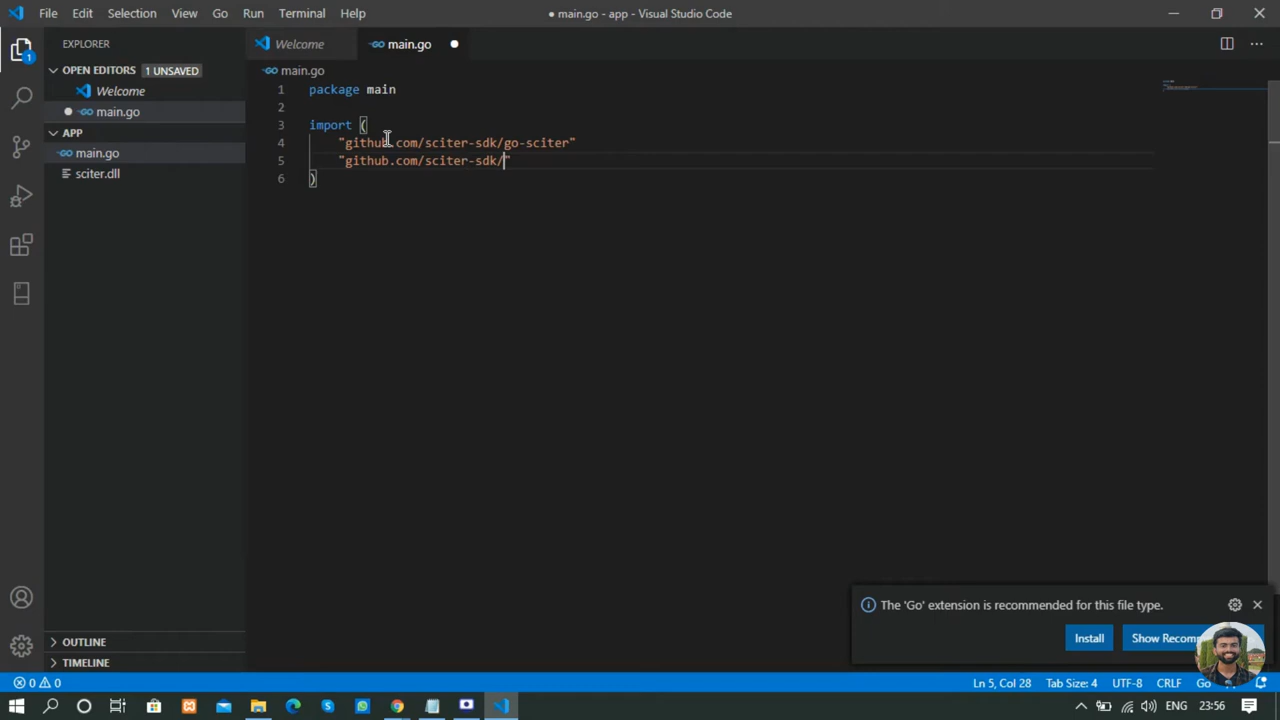 File Edit Selection View Go Run Terminal Help
● main.go - app - Visual Studio Code
EXPLORER
OPEN EDITORS 1 UNSAVED
Welcome
main.go
APP
main.go
sciter.dll
OUTLINE
TIMELINE
Welcome
main.go
main.go
1 package main
2
3 import (
4 "github.com/sciter-sdk/go-sciter"
5 "github.com/sciter-sdk/"
6 )
1
The 'Go' extension is recommended for this file type.
Install
Show Recom
0 0
Ln 5, Col 28 Tab Size: 4 UTF-8 CRLF Go
ENG 23:56